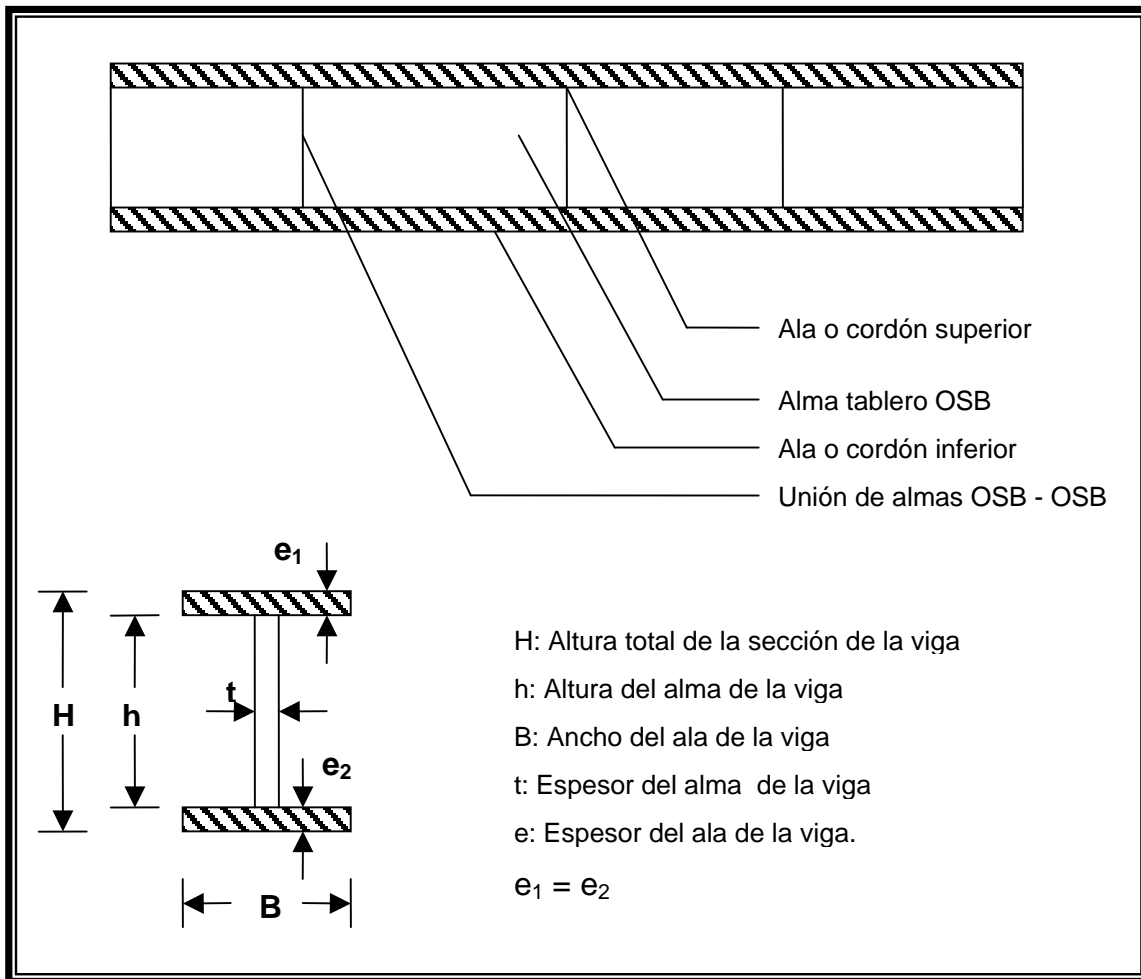 Ala o cordón superior
Alma tablero OSB
Ala o cordón inferior
Unión de almas OSB - OSB
e₁
H
h
t
e₂
B
H: Altura total de la sección de la viga
h: Altura del alma de la viga
B: Ancho del ala de la viga
t: Espesor del alma  de la viga
e: Espesor del ala de la viga.
e₁ = e₂